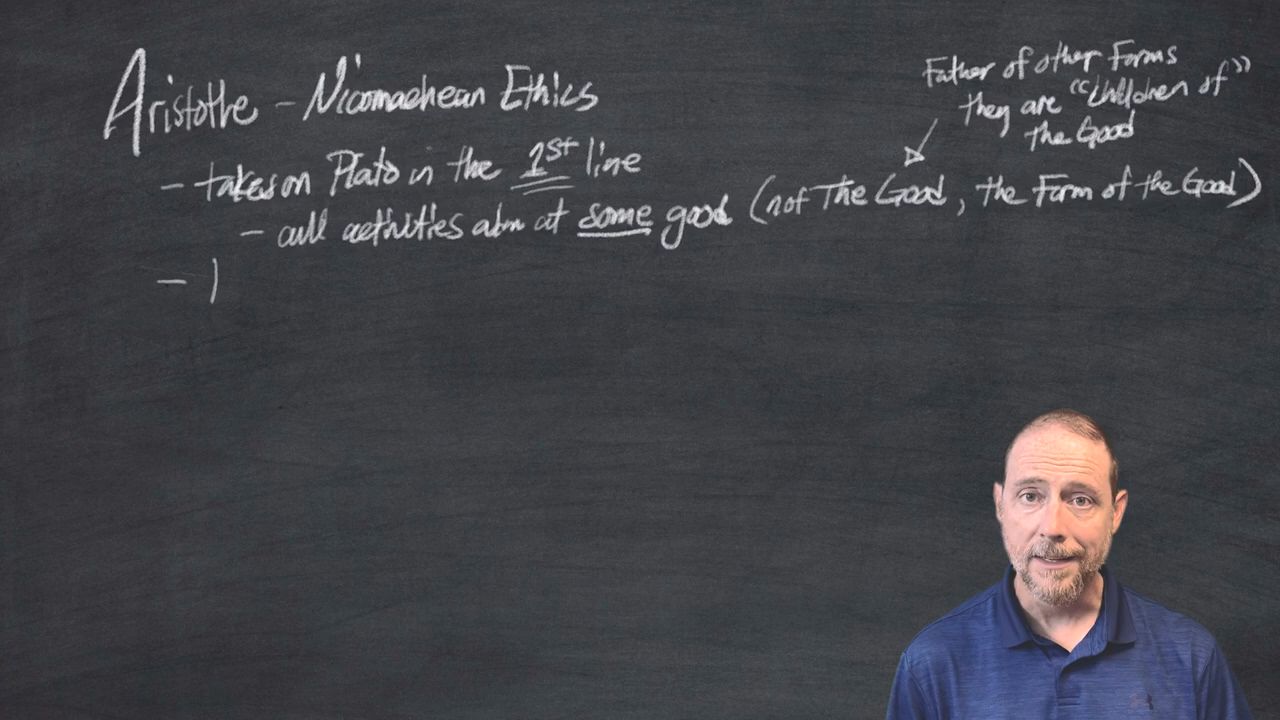 Aristotle – Nicomachean Ethics
– takes on Plato in the 1st line
– all activities aim at some good (not The Good, the Form of the Good)
Father of other Forms
they are "children of"
the Good
–